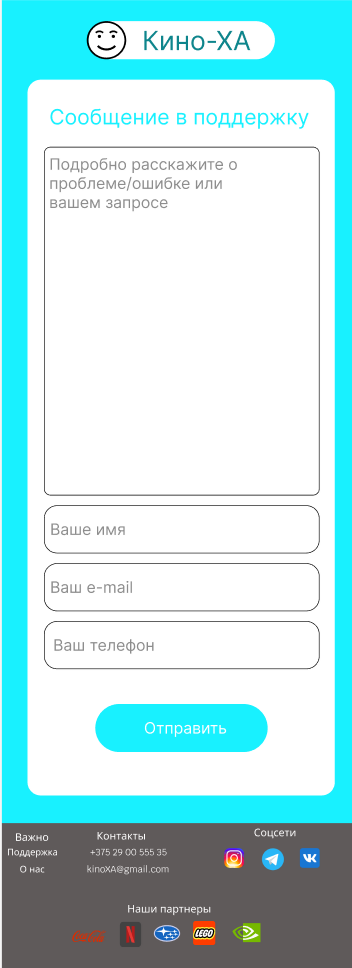 Кино-ХА
Сообщение в поддержку
Подробно расскажите о
проблеме/ошибке или
вашем запросе
Ваше имя
Ваш e-mail
Ваш телефон
Отправить
Важно
Поддержка
О нас
Контакты
+375 29 00 555 35
kinoXA@gmail.com
Соцсети
Наши партнеры
LEGO